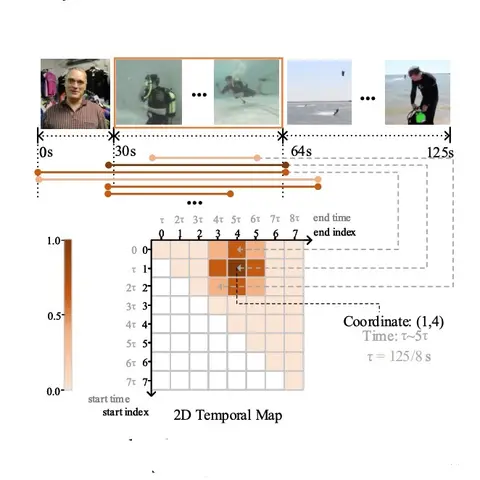 0s 30s 64s 125s
τ 2τ 3τ 4τ 5τ 6τ 7τ 8τ end time
0 1 2 3 4 5 6 7 end index
1.0
0.5
0.0
0 0
τ 1
2τ 2
3τ 3
4τ 4
5τ 5
6τ 6
7τ 7
start time
start index
Coordinate: (1,4)
Time: τ~5τ
τ = 125/8 s
2D Temporal Map